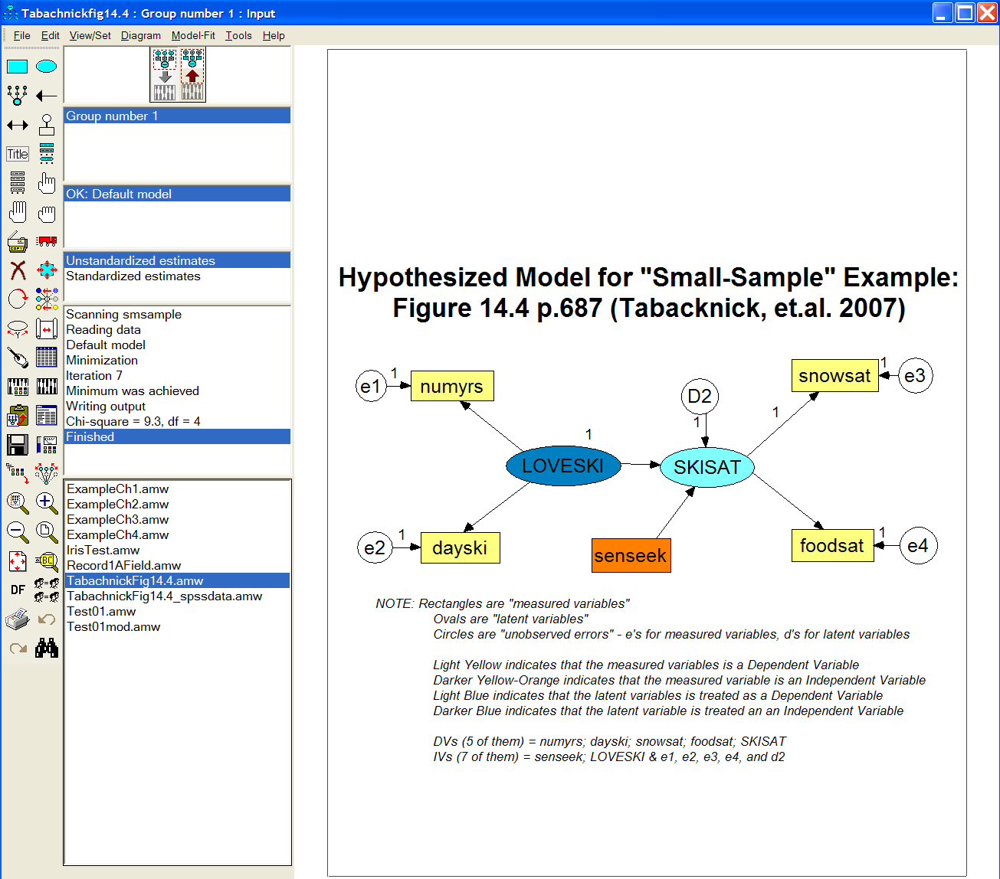 Tabachnickfig14.4 : Group number 1 : Input
File Edit View/Set Diagram Model-Fit Tools Help
Title
COPY
DF
Group number 1
OK: Default model
Unstandardized estimates
Standardized estimates
Scanning smsample
Reading data
Default model
Minimization
Iteration 7
Minimum was achieved
Writing output
Chi-square = 9.3, df = 4
Finished
ExampleCh1.amw
ExampleCh2.amw
ExampleCh3.amw
ExampleCh4.amw
IrisTest.amw
Record1AField.amw
TabachnickFig14.4.amw
TabachnickFig14.4_spssdata.amw
Test01.amw
Test01mod.amw
Hypothesized Model for "Small-Sample" Example:
Figure 14.4 p.687 (Tabacknick, et.al. 2007)
e1 1 numyrs
snowsat 1 e3
D2
1
1
1
LOVESKI
SKISAT
e2 1 dayski
senseek
foodsat 1 e4
NOTE: Rectangles are "measured variables"
Ovals are "latent variables"
Circles are "unobserved errors" - e's for measured variables, d's for latent variables
Light Yellow indicates that the measured variables is a Dependent Variable
Darker Yellow-Orange indicates that the measured variable is an Independent Variable
Light Blue indicates that the latent variables is treated as a Dependent Variable
Darker Blue indicates that the latent variable is treated an an Independent Variable
DVs (5 of them) = numyrs; dayski; snowsat; foodsat; SKISAT
IVs (7 of them) = senseek; LOVESKI & e1, e2, e3, e4, and d2